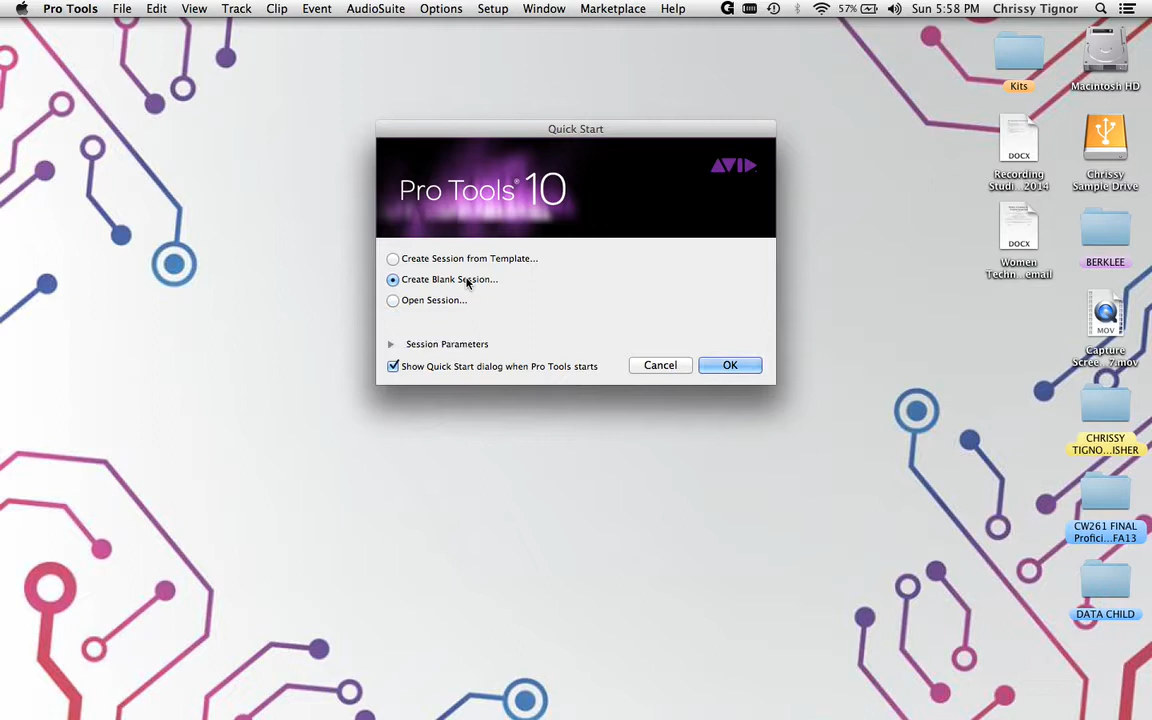 Pro Tools File Edit View Track Clip Event AudioSuite Options Setup Window Marketplace Help 57% Sun 5:58 PM Chrissy Tignor
Quick Start
AVID
Pro Tools® 10
Create Session from Template...
Create Blank Session...
Open Session...
Session Parameters
Show Quick Start dialog when Pro Tools starts
Cancel
OK
Kits
Macintosh HD
DOCX
Recording
Studi...2014
Chrissy
Sample Drive
DOCX
Women
Techn...email
BERLEE
MOV
Capture
Scree...7.mov
CHRISSY
TIGNO...ISHER
CW261 FINAL
Profici...FA13
DATA CHILD